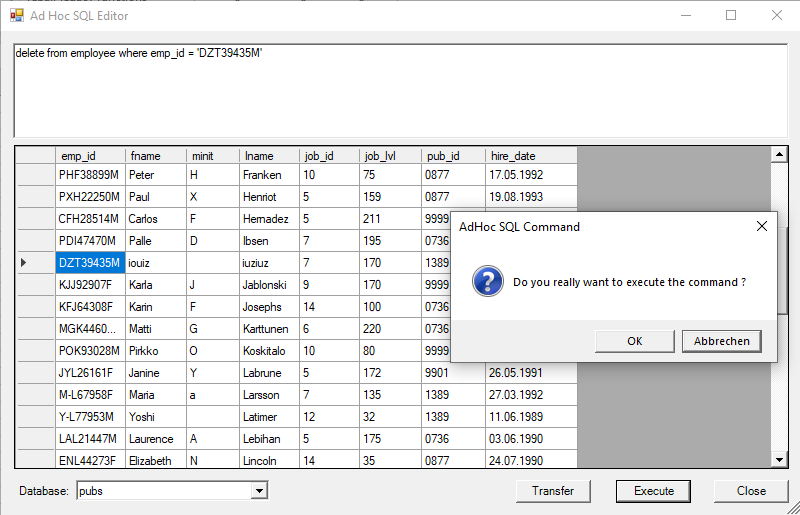 Ad Hoc SQL Editor
delete from employee where emp_id = 'DZT39435M'
emp_id fname minit lname job_id job_lvl pub_id hire_date
PHF38899M Peter H Franken 10 75 0877 17.05.1992
PXH22250M Paul X Henriot 5 159 0877 19.08.1993
CFH28514M Carlos F Hernadez 5 211 9999
PDI47470M Palle D Ibsen 7 195 0736
DZT39435M iouiz iuziuz 7 170 1389
KJJ92907F Karla J Jablonski 9 170 9999
KFJ64308F Karin F Josephs 14 100 0736
MGK4460... Matti G Karttunen 6 220 0736
POK93028M Pirkko O Koskitalo 10 80 9999
JYL26161F Janine Y Labrune 5 172 9901 26.05.1991
M-L67958F Maria a Larsson 7 135 1389 27.03.1992
Y-L77953M Yoshi Latimer 12 32 1389 11.06.1989
LAL21447M Laurence A Lebihan 5 175 0736 03.06.1990
ENL44273F Elizabeth N Lincoln 14 35 0877 24.07.1990
AdHoc SQL Command
Do you really want to execute the command ?
OK Abbrechen
Database: pubs Transfer Execute Close